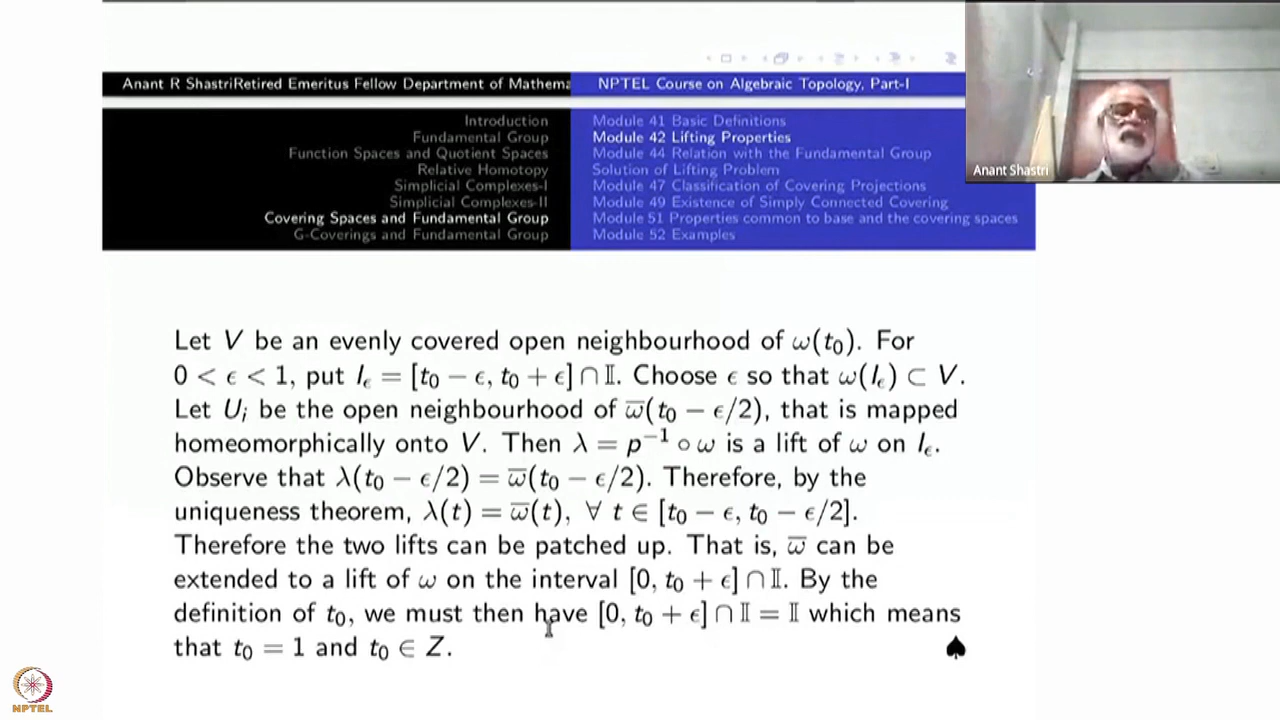 Anant R ShastriRetired Emeritus Fellow Department of Mathema
NPTEL Course on Algebraic Topology, Part-I
Introduction
Fundamental Group
Function Spaces and Quotient Spaces
Relative Homotopy
Simplicial Complexes-I
Simplicial Complexes-II
Covering Spaces and Fundamental Group
G-Coverings and Fundamental Group
Module 41 Basic Definitions
Module 42 Lifting Properties
Module 44 Relation with the Fundamental Group
Solution of Lifting Problem
Module 47 Classification of Covering Projections
Module 49 Existence of Simply Connected Covering
Module 51 Properties common to base and the covering spaces
Module 52 Examples
Anant Shastri
Let V be an evenly covered open neighbourhood of ω(t₀). For
0 < ϵ < 1, put I_ϵ = [t₀ − ϵ, t₀ + ϵ] ∩ 𝕀. Choose ϵ so that ω(I_ϵ) ⊂ V.
Let U_i be the open neighbourhood of ω̅(t₀ − ϵ/2), that is mapped
homeomorphically onto V. Then λ = p⁻¹ ∘ ω is a lift of ω on I_ϵ.
Observe that λ(t₀ − ϵ/2) = ω̅(t₀ − ϵ/2). Therefore, by the
uniqueness theorem, λ(t) = ω̅(t), ∀ t ∈ [t₀ − ϵ, t₀ − ϵ/2].
Therefore the two lifts can be patched up. That is, ω̅ can be
extended to a lift of ω on the interval [0, t₀ + ϵ] ∩ 𝕀. By the
definition of t₀, we must then have [0, t₀ + ϵ] ∩ 𝕀 = 𝕀 which means
that t₀ = 1 and t₀ ∈ Z. ♠
NPTEL